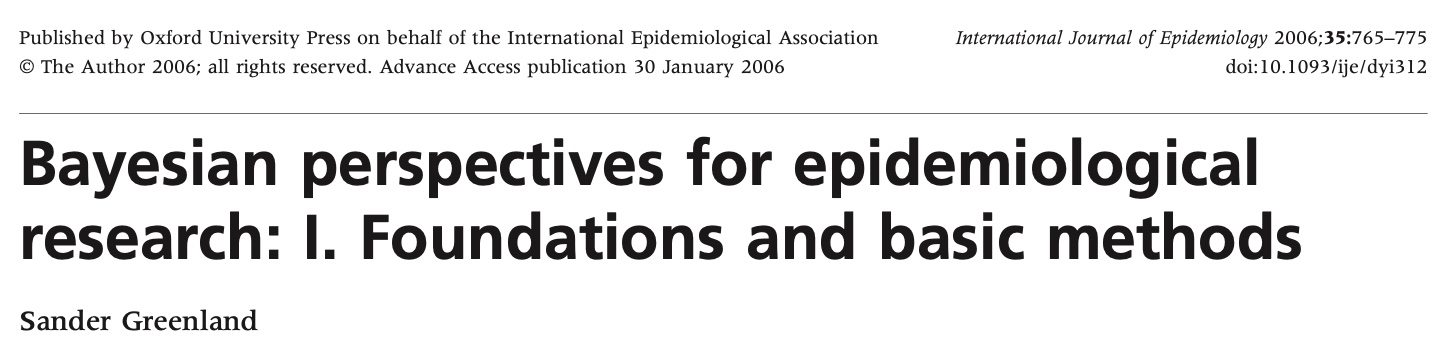 Published by Oxford University Press on behalf of the International Epidemiological Association
© The Author 2006; all rights reserved. Advance Access publication 30 January 2006
International Journal of Epidemiology 2006;35:765–775
doi:10.1093/ije/dyi312
Bayesian perspectives for epidemiological
research: I. Foundations and basic methods
Sander Greenland